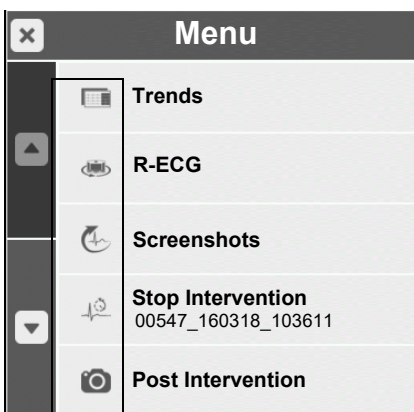 Menu
Trends
R-ECG
Screenshots
Stop Intervention
00547_160318_103611
Post Intervention